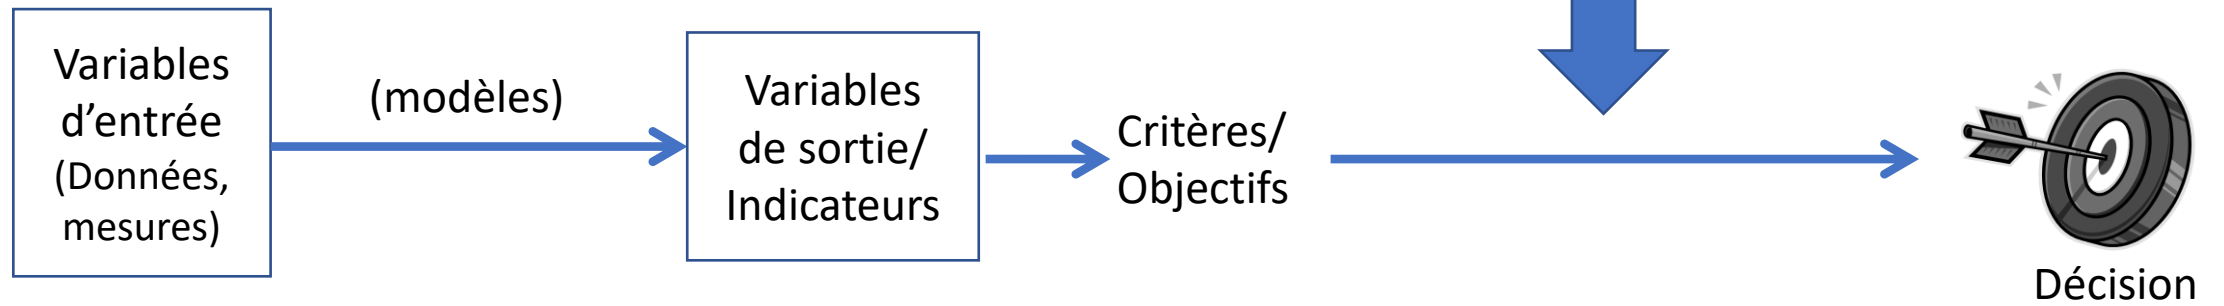 Variables
d’entrée
(Données,
mesures)
(modèles)
Variables
de sortie/
Indicateurs
Critères/
Objectifs
Décision